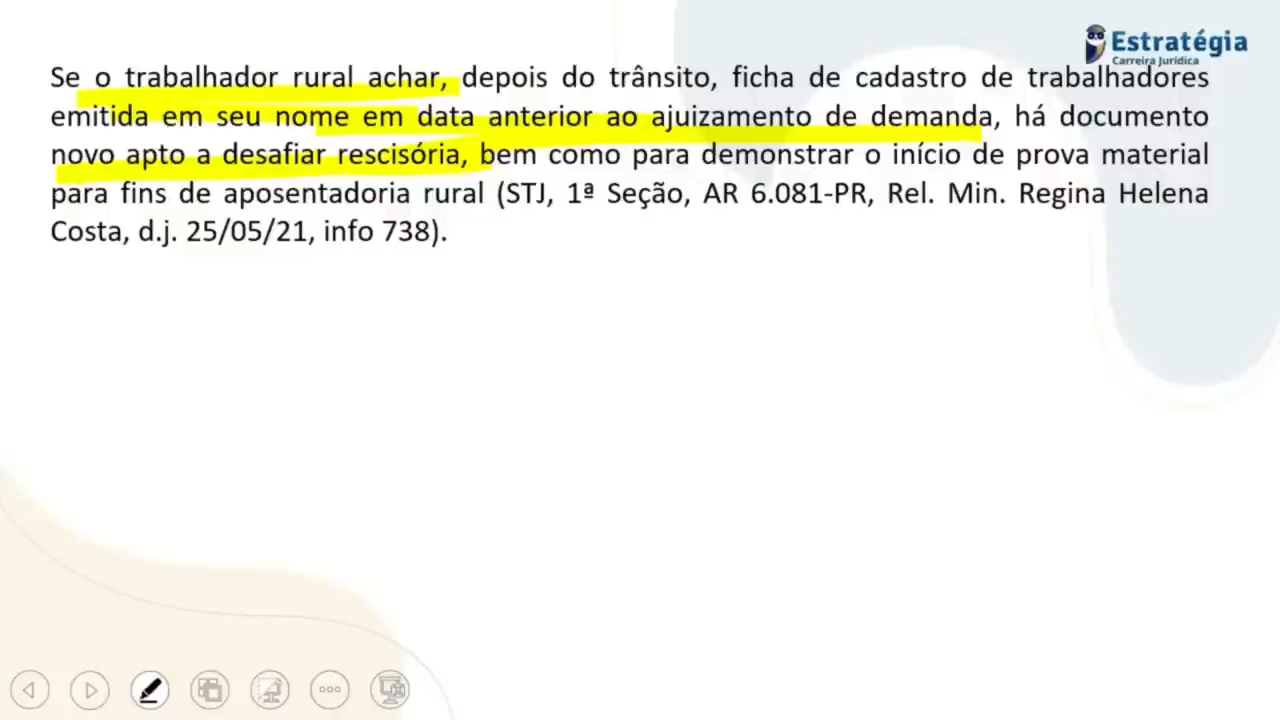 Estratégia
Carreira Jurídica
Se o trabalhador rural achar, depois do trânsito, ficha de cadastro de trabalhadores
emitida em seu nome em data anterior ao ajuizamento de demanda, há documento
novo apto a desafiar rescisória, bem como para demonstrar o início de prova material
para fins de aposentadoria rural (STJ, 1ª Seção, AR 6.081-PR, Rel. Min. Regina Helena
Costa, d.j. 25/05/21, info 738).